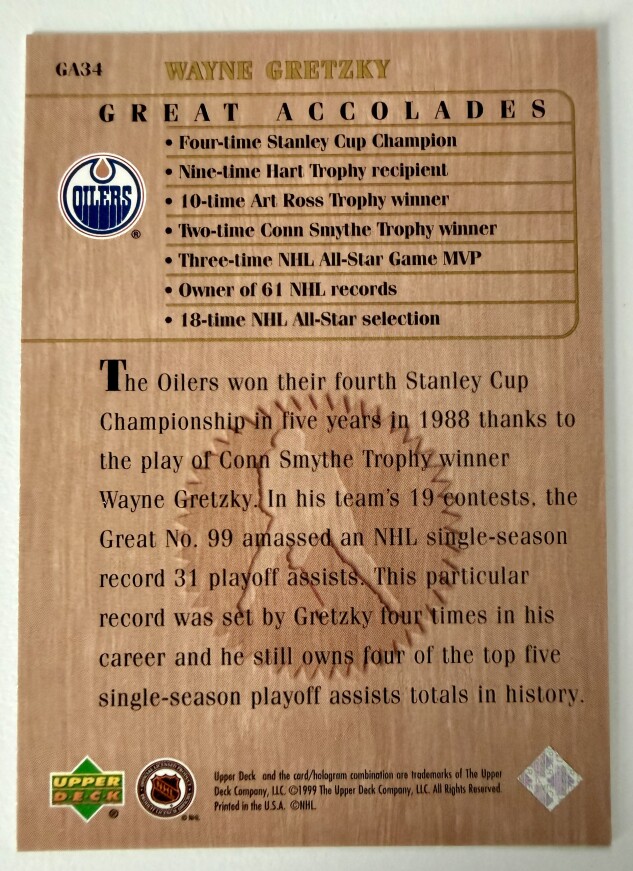 GA34 WAYNE GRETZKY
GREAT ACCOLADES
• Four-time Stanley Cup Champion
• Nine-time Hart Trophy recipient
• 10-time Art Ross Trophy winner
• Two-time Conn Smythe Trophy winner
• Three-time NHL All-Star Game MVP
• Owner of 61 NHL records
• 18-time NHL All-Star selection
OILERS
®
The Oilers won their fourth Stanley Cup
Championship in five years in 1988 thanks to
the play of Conn Smythe Trophy winner
Wayne Gretzky. In his team's 19 contests, the
Great No. 99 amassed an NHL single-season
record 31 playoff assists. This particular
record was set by Gretzky four times in his
career and he still owns four of the top five
single-season playoff assists totals in history.
UPPER
DECK
®
NHL
© NHL
Upper Deck and the card/hologram combination are trademarks of The Upper
Deck Company, LLC. ©1999 The Upper Deck Company, LLC. All Rights Reserved.
Printed in the U.S.A. ©NHL.